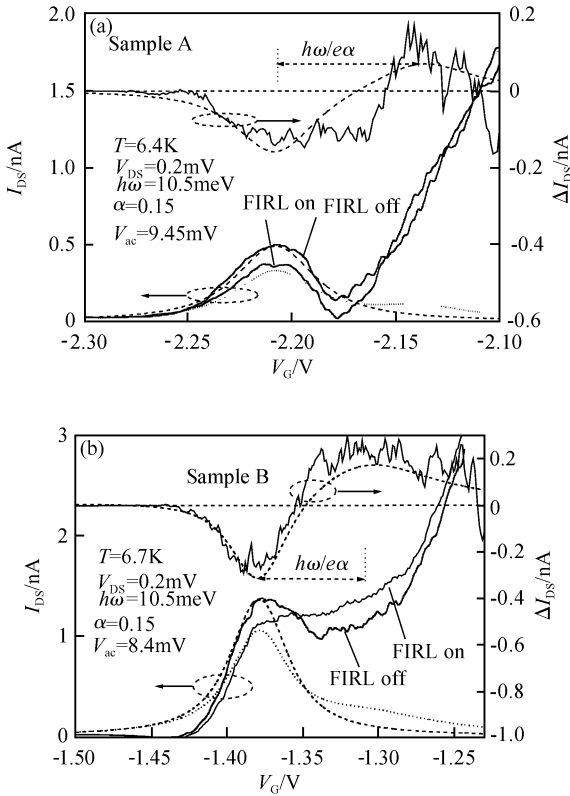 (a)
Sample A
hω/eα
T=6.4K
V_DS=0.2mV
hω=10.5meV
α=0.15
V_ac=9.45mV
FIRL on
FIRL off
2.0
1.5
1.0
0.5
0
I_DS/nA
0.2
0
-0.2
-0.4
-0.6
ΔI_DS/nA
-2.30
-2.25
-2.20
-2.15
-2.10
V_G/V
(b)
Sample B
hω/eα
T=6.7K
V_DS=0.2mV
hω=10.5meV
α=0.15
V_ac=8.4mV
FIRL on
FIRL off
3
2
1
0
I_DS/nA
0.2
0
-0.2
-0.4
-0.6
-0.8
-1.0
ΔI_DS/nA
-1.50
-1.45
-1.40
-1.35
-1.30
-1.25
V_G/V